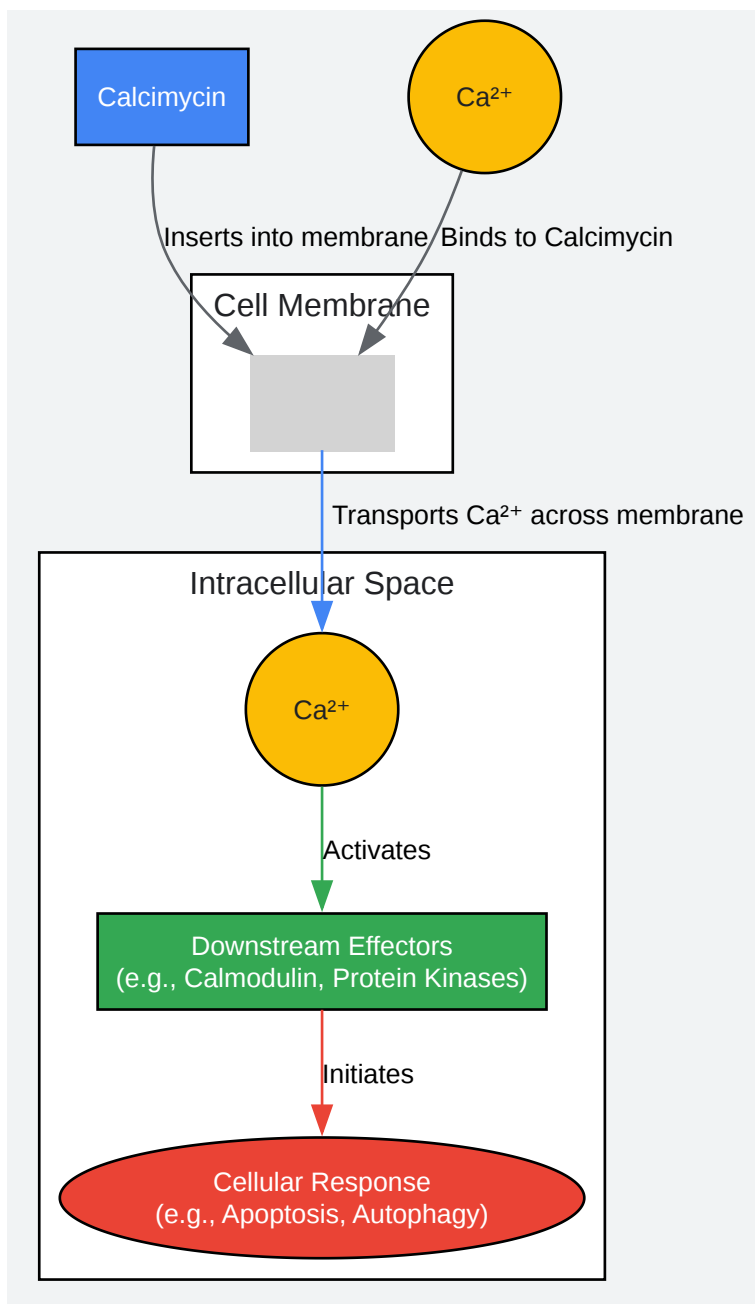 Calcimycin
Ca²⁺
Inserts into membrane
Binds to Calcimycin
Cell Membrane
Transports Ca²⁺ across membrane
Intracellular Space
Ca²⁺
Activates
Downstream Effectors
(e.g., Calmodulin, Protein Kinases)
Initiates
Cellular Response
(e.g., Apoptosis, Autophagy)